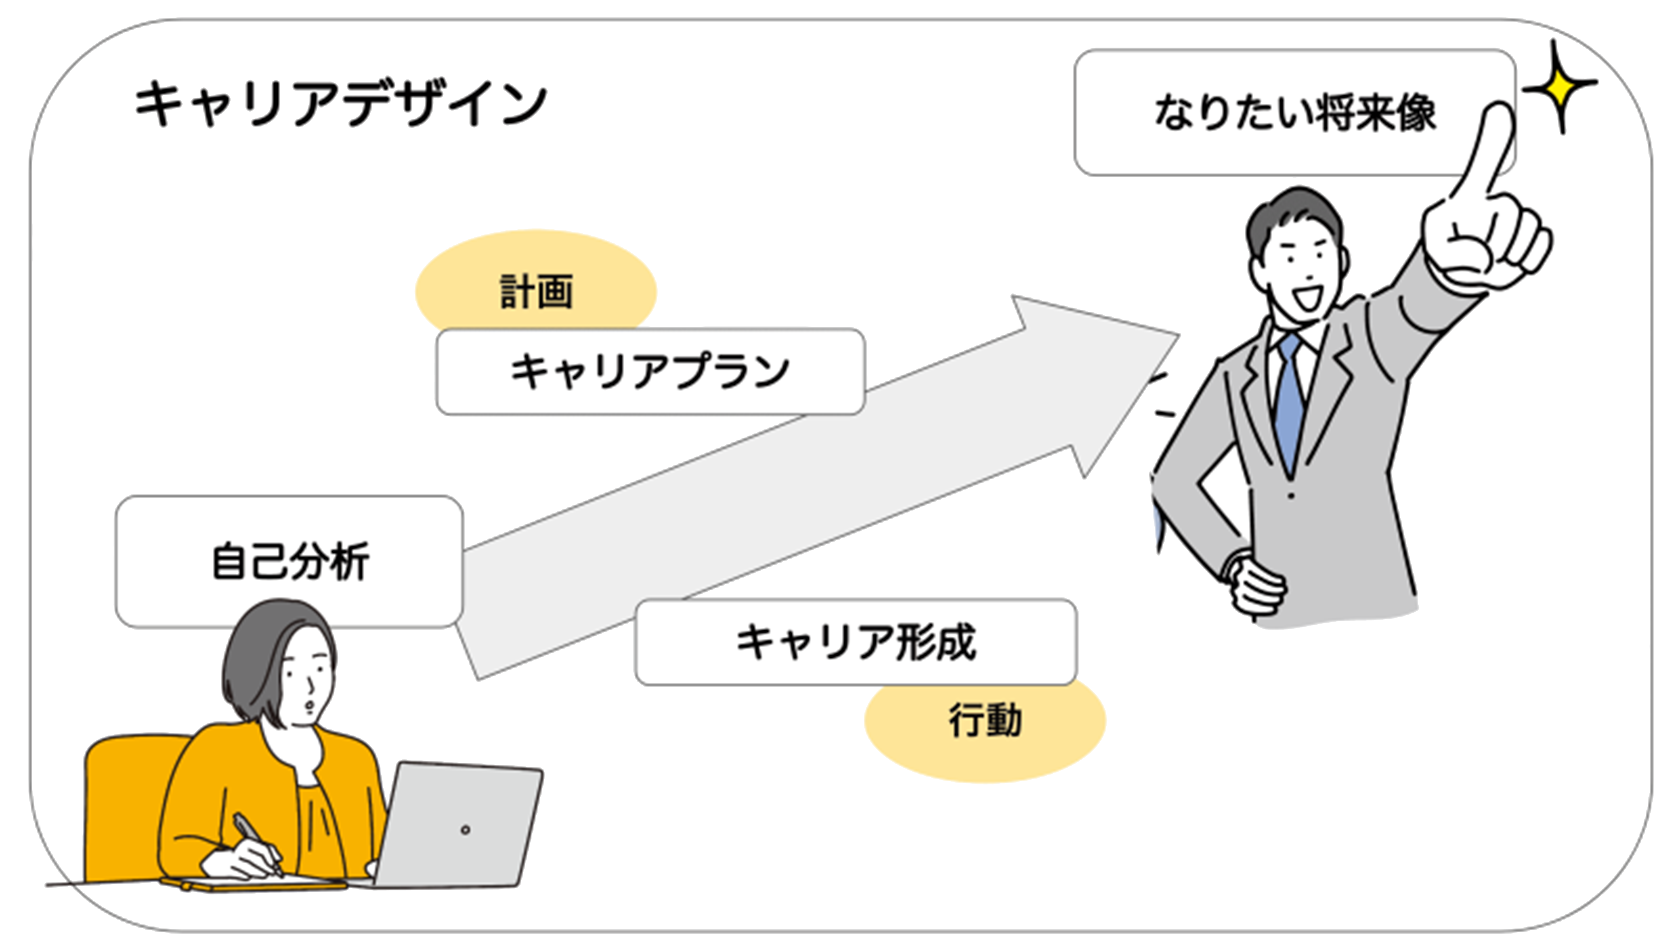 キャリアデザイン
なりたい将来像
計画
キャリアプラン
自己分析
キャリア形成
行動